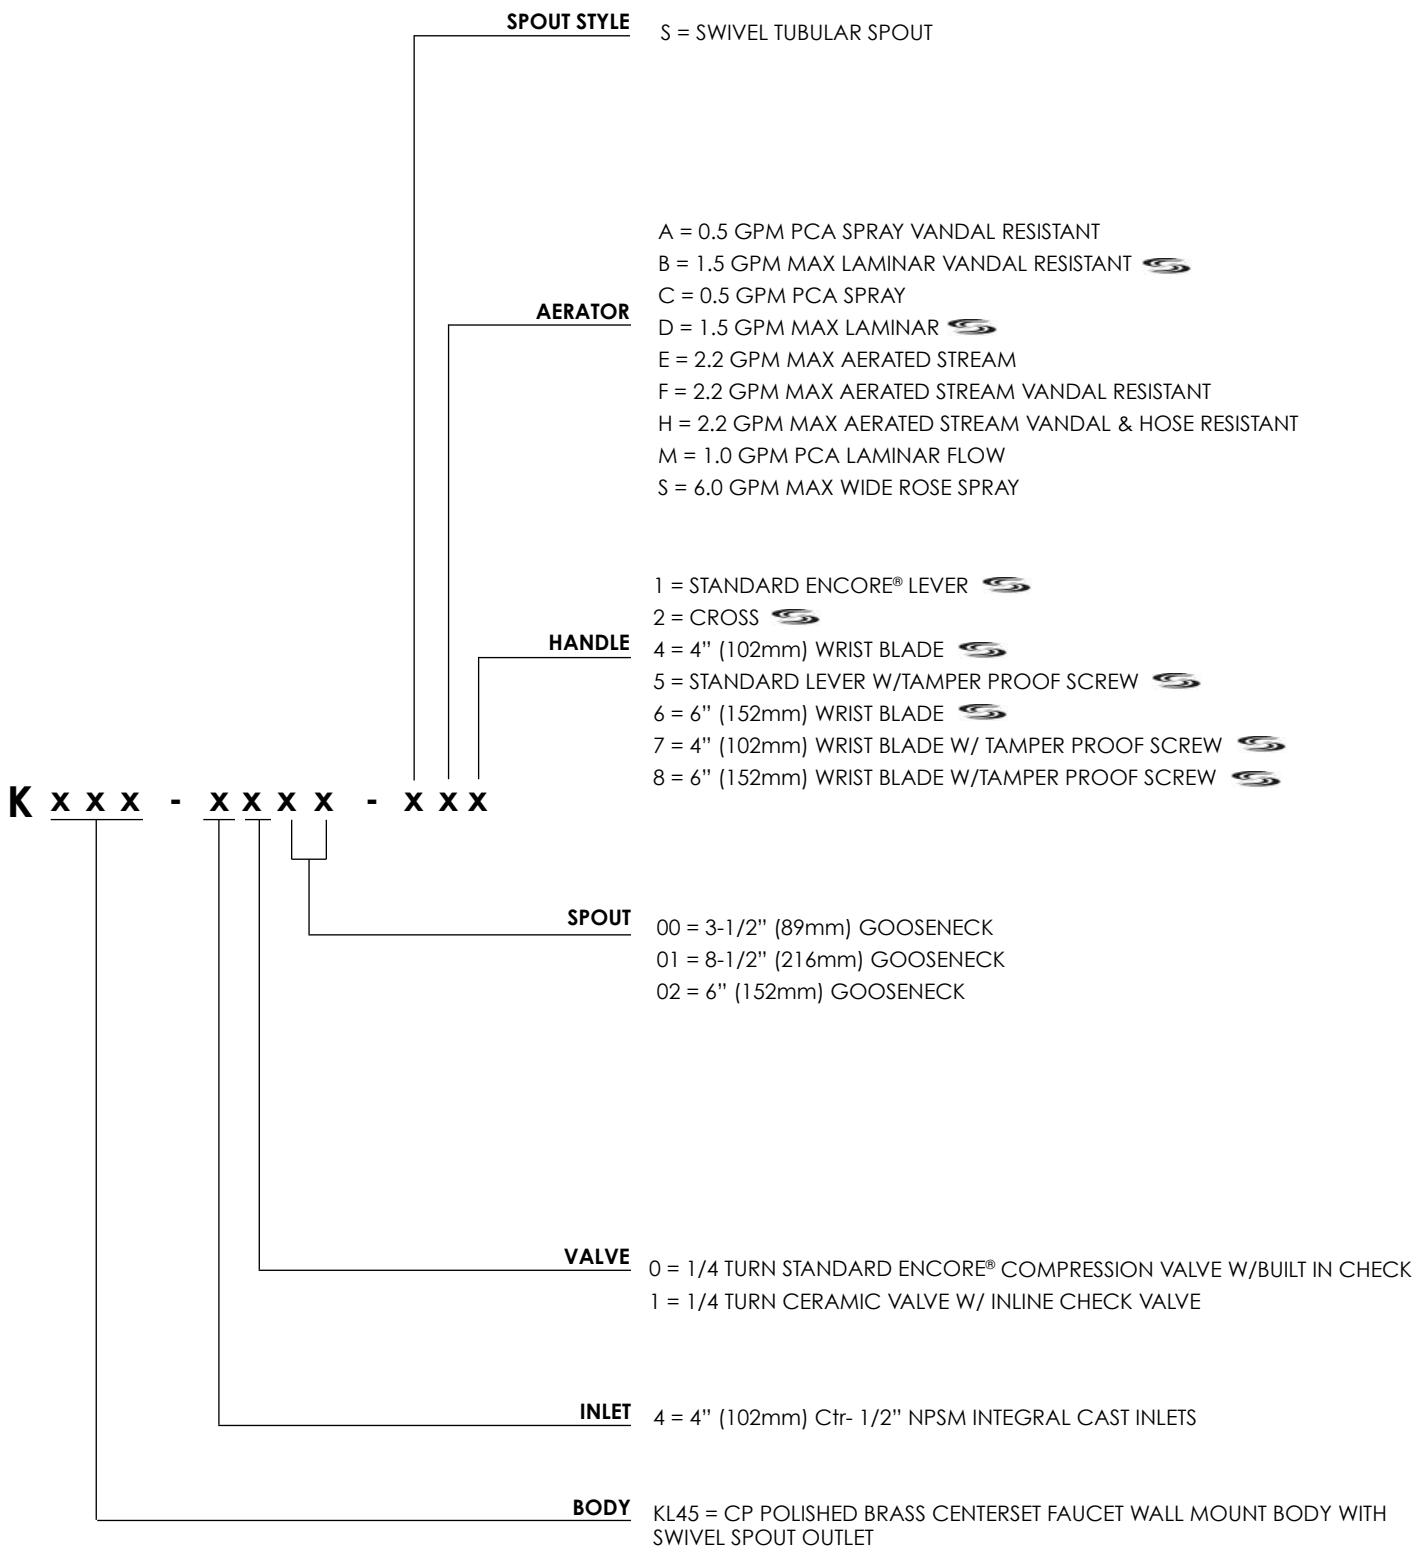 SPOUT STYLE
S = SWIVEL TUBULAR SPOUT
AERATOR
A = 0.5 GPM PCA SPRAY VANDAL RESISTANT
B = 1.5 GPM MAX LAMINAR VANDAL RESISTANT
C = 0.5 GPM PCA SPRAY
D = 1.5 GPM MAX LAMINAR
E = 2.2 GPM MAX AERATED STREAM
F = 2.2 GPM MAX AERATED STREAM VANDAL RESISTANT
H = 2.2 GPM MAX AERATED STREAM VANDAL & HOSE RESISTANT
M = 1.0 GPM PCA LAMINAR FLOW
S = 6.0 GPM MAX WIDE ROSE SPRAY
HANDLE
1 = STANDARD ENCORE® LEVER
2 = CROSS
4 = 4” (102mm) WRIST BLADE
5 = STANDARD LEVER W/TAMPER PROOF SCREW
6 = 6” (152mm) WRIST BLADE
7 = 4” (102mm) WRIST BLADE W/ TAMPER PROOF SCREW
8 = 6” (152mm) WRIST BLADE W/TAMPER PROOF SCREW
K x x x - x x x x - x x x
SPOUT
00 = 3-1/2” (89mm) GOOSENECK
01 = 8-1/2” (216mm) GOOSENECK
02 = 6” (152mm) GOOSENECK
VALVE
0 = 1/4 TURN STANDARD ENCORE® COMPRESSION VALVE W/BUILT IN CHECK
1 = 1/4 TURN CERAMIC VALVE W/ INLINE CHECK VALVE
INLET
4 = 4” (102mm) Ctr- 1/2” NPSM INTEGRAL CAST INLETS
BODY
KL45 = CP POLISHED BRASS CENTERSET FAUCET WALL MOUNT BODY WITH
SWIVEL SPOUT OUTLET